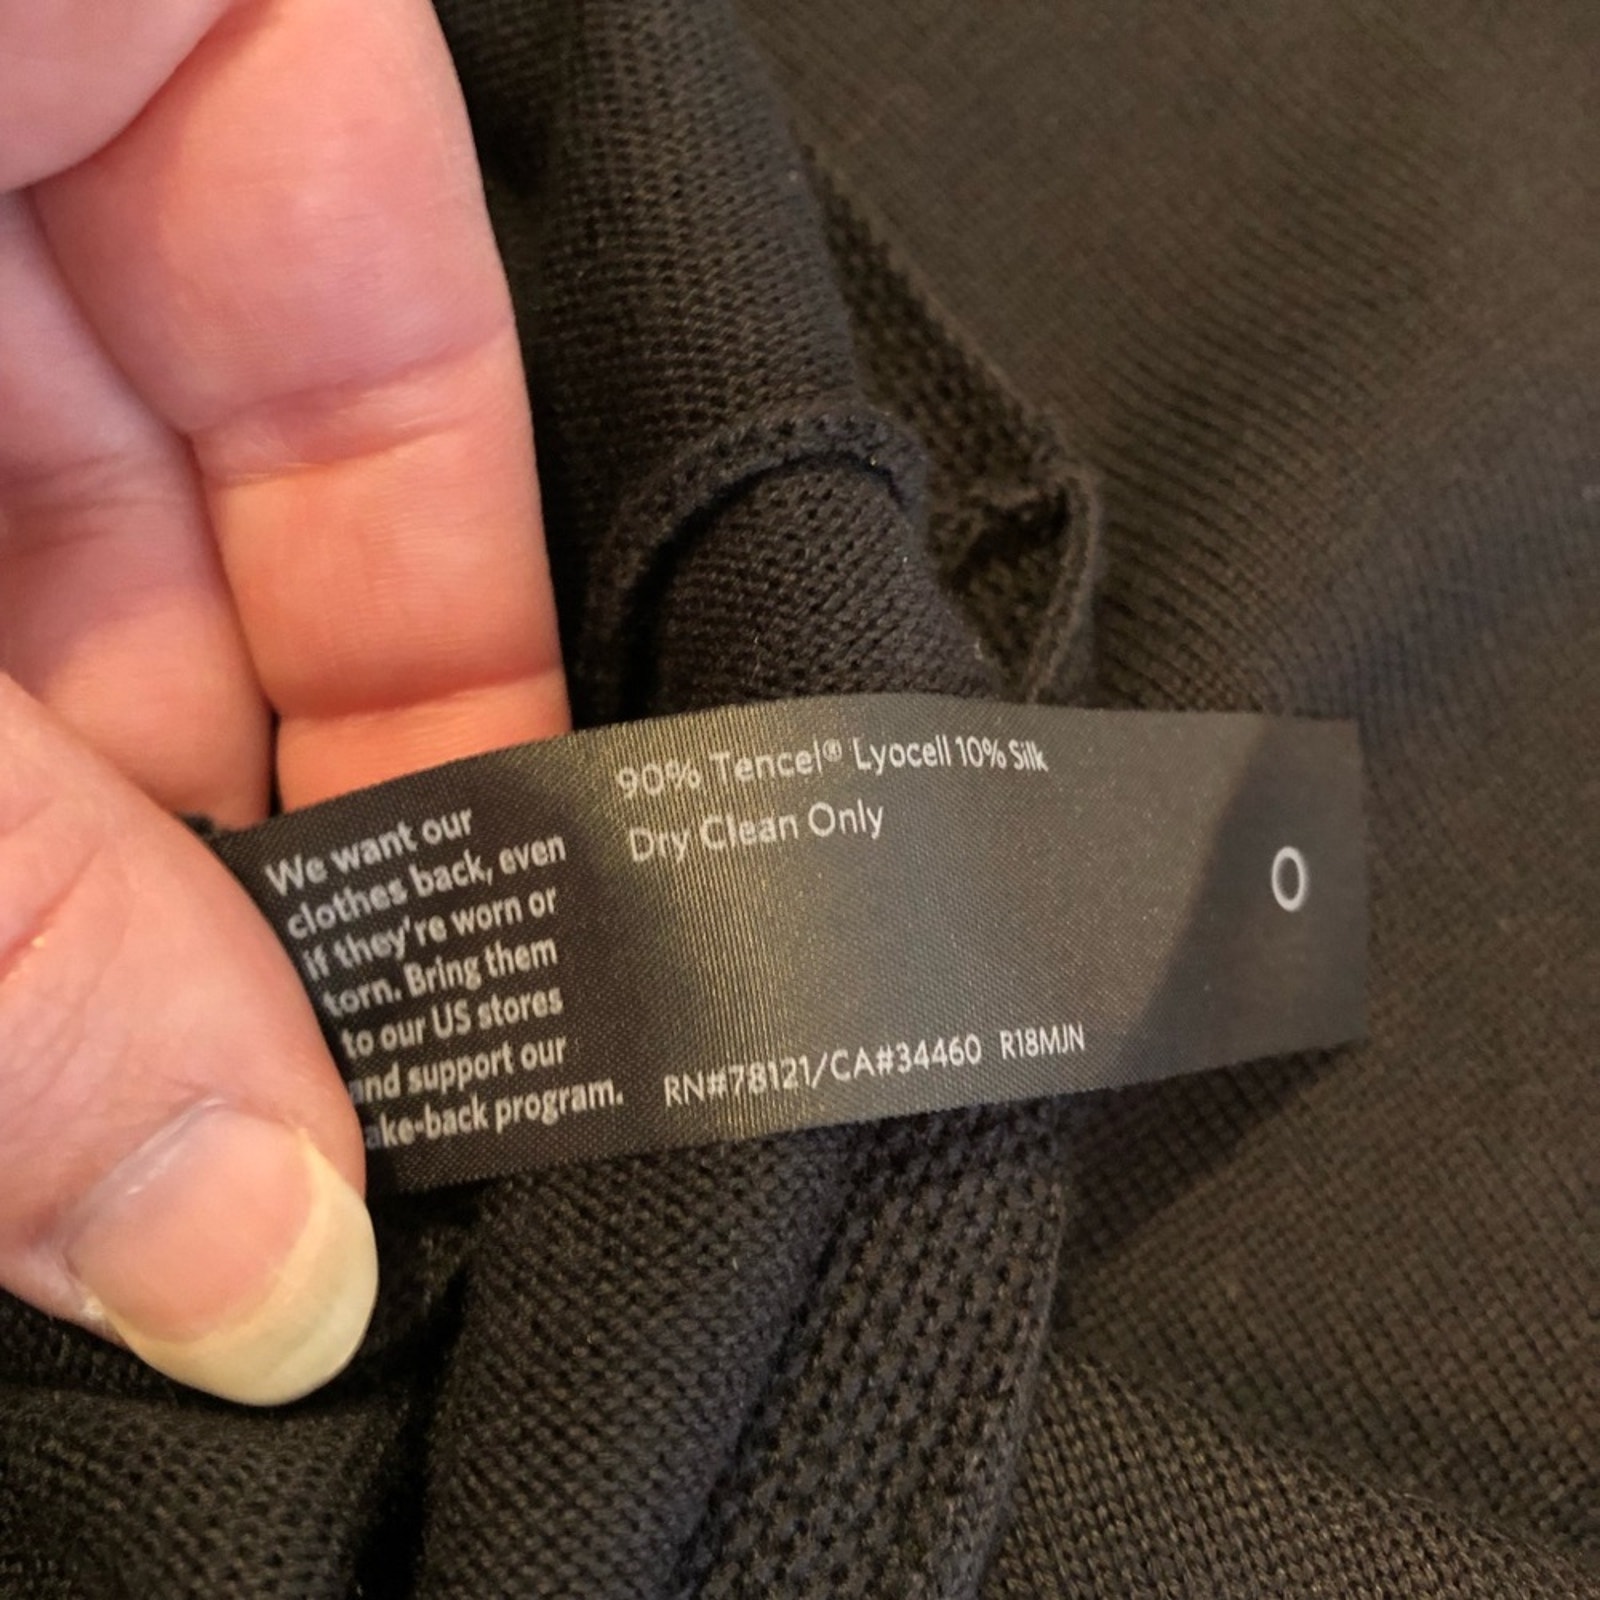 We want our
clothes back, even
if they're worn or
torn. Bring them
to our US stores
and support our
ake-back program.
90% Tencel® Lyocell 10% Silk
Dry Clean Only
RN#78121/CA#34460 R18MJN
O